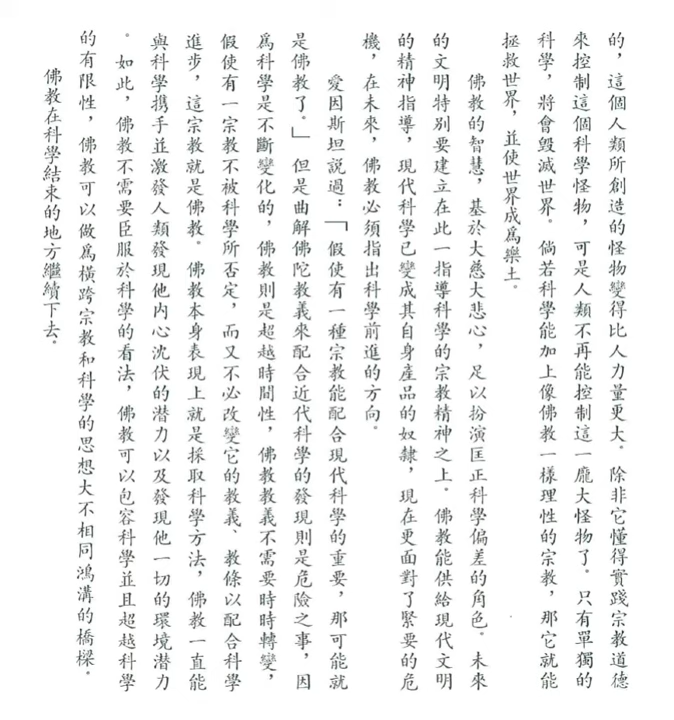 的，這個人類所創造的怪物變得比人力量更大。除非它懂得實踐宗教道德
來控制這個科學怪物，可是人類不再能控制這一龐大怪物了。只有單獨的
科學，將會毀滅世界。倘若科學能加上像佛教一樣理性的宗教，那它就能
拯救世界，並使世界成爲樂土。
佛教的智慧，基於大慈大悲心，足以扮演匡正科學偏差的角色。未來
的文明特別要建立在此一指導科學的宗教精神之上。佛教能供給現代文明
的精神指導，現代科學已變成其自身產品的奴隸，現在更面對了緊要的危
機，在未來，佛教必須指出科學前進的方向。
愛因斯坦説過：「假使有一種宗教能配合現代科學的重要，那可能就
是佛教了。」但是曲解佛陀教義來配合近代科學的發現則是危險之事，因
爲科學是不斷變化的，佛教則是超越時間性，佛教教義不需要時時轉變，
假使有一宗教不被科學所否定，而又不必改變它的教義、教條以配合科學
進步，這宗教就是佛教。佛教本身表現上就是採取科學方法，佛教一直能
與科學携手並激發人類發現他内心沈伏的潛力以及發現他一切的環境潛力
。如此，佛教不需要臣服於科學的看法，佛教可以包容科學並且超越科學
的有限性，佛教可以做爲橫跨宗教和科學的思想大不相同鴻溝的橋樑。
佛教在科學結束的地方繼續下去。